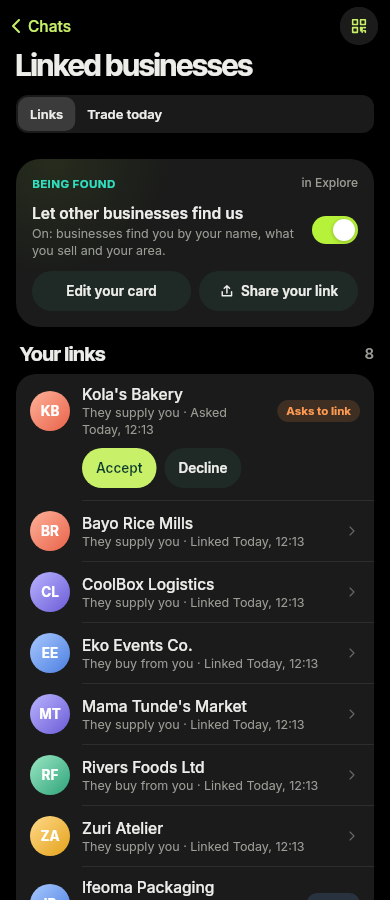 Chats
Linked businesses
Links
Trade today
BEING FOUND
in Explore
Let other businesses find us
On: businesses find you by your name, what
you sell and your area.
Edit your card
Share your link
Your links
8
KB
Kola's Bakery
They supply you · Asked
Today, 12:13
Asks to link
Accept
Decline
BR
Bayo Rice Mills
They supply you · Linked Today, 12:13
CL
CoolBox Logistics
They supply you · Linked Today, 12:13
EE
Eko Events Co.
They buy from you · Linked Today, 12:13
MT
Mama Tunde's Market
They supply you · Linked Today, 12:13
RF
Rivers Foods Ltd
They buy from you · Linked Today, 12:13
ZA
Zuri Atelier
They supply you · Linked Today, 12:13
Ifeoma Packaging